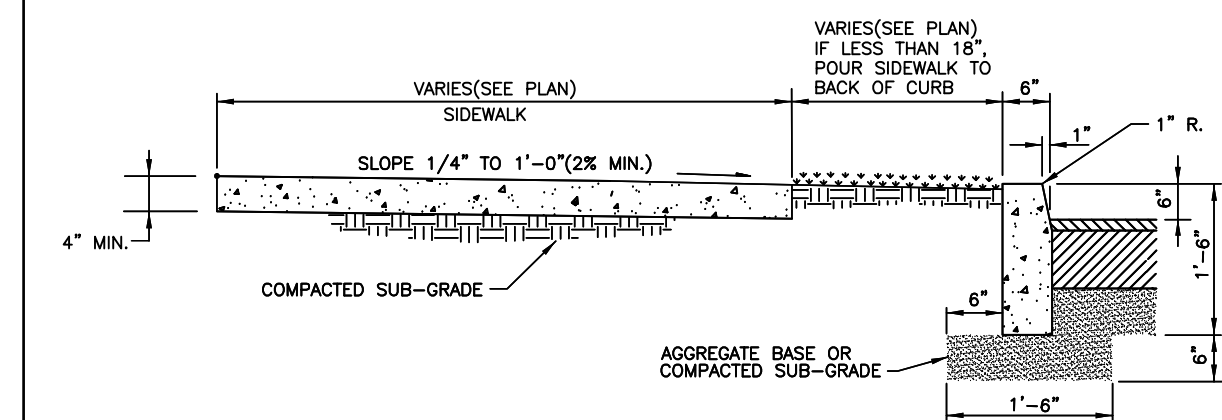 VARIES(SEE PLAN)
IF LESS THAN 18",
POUR SIDEWALK TO
BACK OF CURB
VARIES(SEE PLAN)
SIDEWALK
6"
1"
1" R.
SLOPE 1/4" TO 1'-0"(2% MIN.)
4" MIN.
6"
1'-6"
COMPACTED SUB-GRADE
6"
AGGREGATE BASE OR
COMPACTED SUB-GRADE
6"
1'-6"